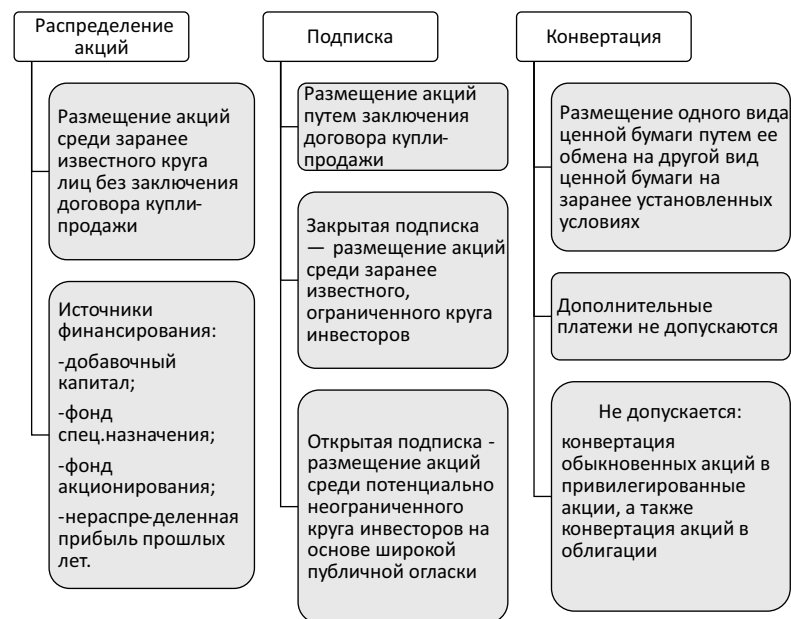 Распределение
акций
Размещение акций
среди заранее
известного круга
лиц без заключения
договора купли-
продажи
Источники
финансирования:
-добавочный
капитал;
-фонд
спец.назначения;
-фонд
акционирования;
-нераспре-деленная
прибыль прошлых
лет.
Подписка
Размещение акций
путем заключения
договора купли-
продажи
Закрытая подписка
— размещение акций
среди заранее
известного,
ограниченного круга
инвесторов
Открытая подписка -
размещение акций
среди потенциально
неограниченного
круга инвесторов на
основе широкой
публичной огласки
Конвертация
Размещение одного вида
ценной бумаги путем ее
обмена на другой вид
ценной бумаги на
заранее установленных
условиях
Дополнительные
платежи не допускаются
Не допускается:
конвертация
обыкновенных акций в
привилегированные
акции, а также
конвертация акций в
облигации